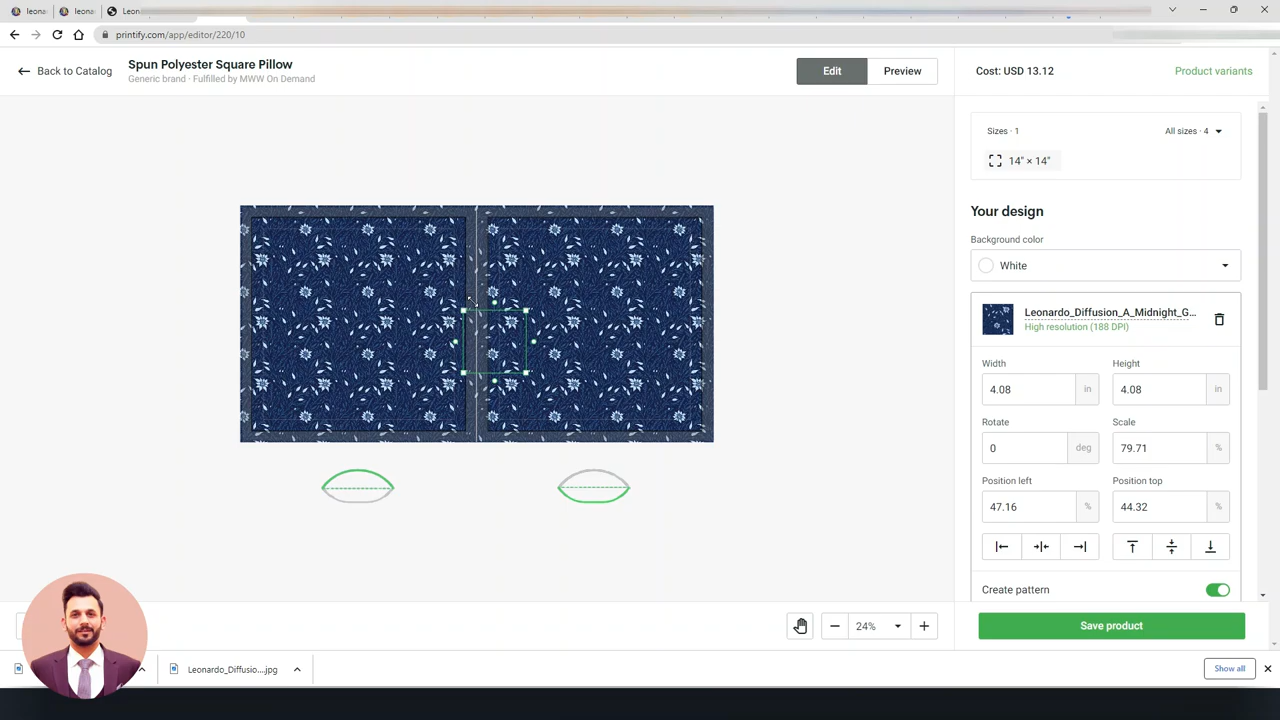 leona
leona
Leon
printify.com/app/editor/220/10
Back to Catalog
Spun Polyester Square Pillow
Generic brand · Fulfilled by MWW On Demand
Edit
Preview
Cost: USD 13.12
Product variants
Sizes · 1
All sizes · 4
14" × 14"
Your design
Background color
White
Leonardo_Diffusion_A_Midnight_G...
High resolution (188 DPI)
Width
Height
4.08
in
4.08
in
Rotate
Scale
0
deg
79.71
%
Position left
Position top
47.16
%
44.32
%
Create pattern
24%
Save product
Leonardo_Diffusio....jpg
Show all